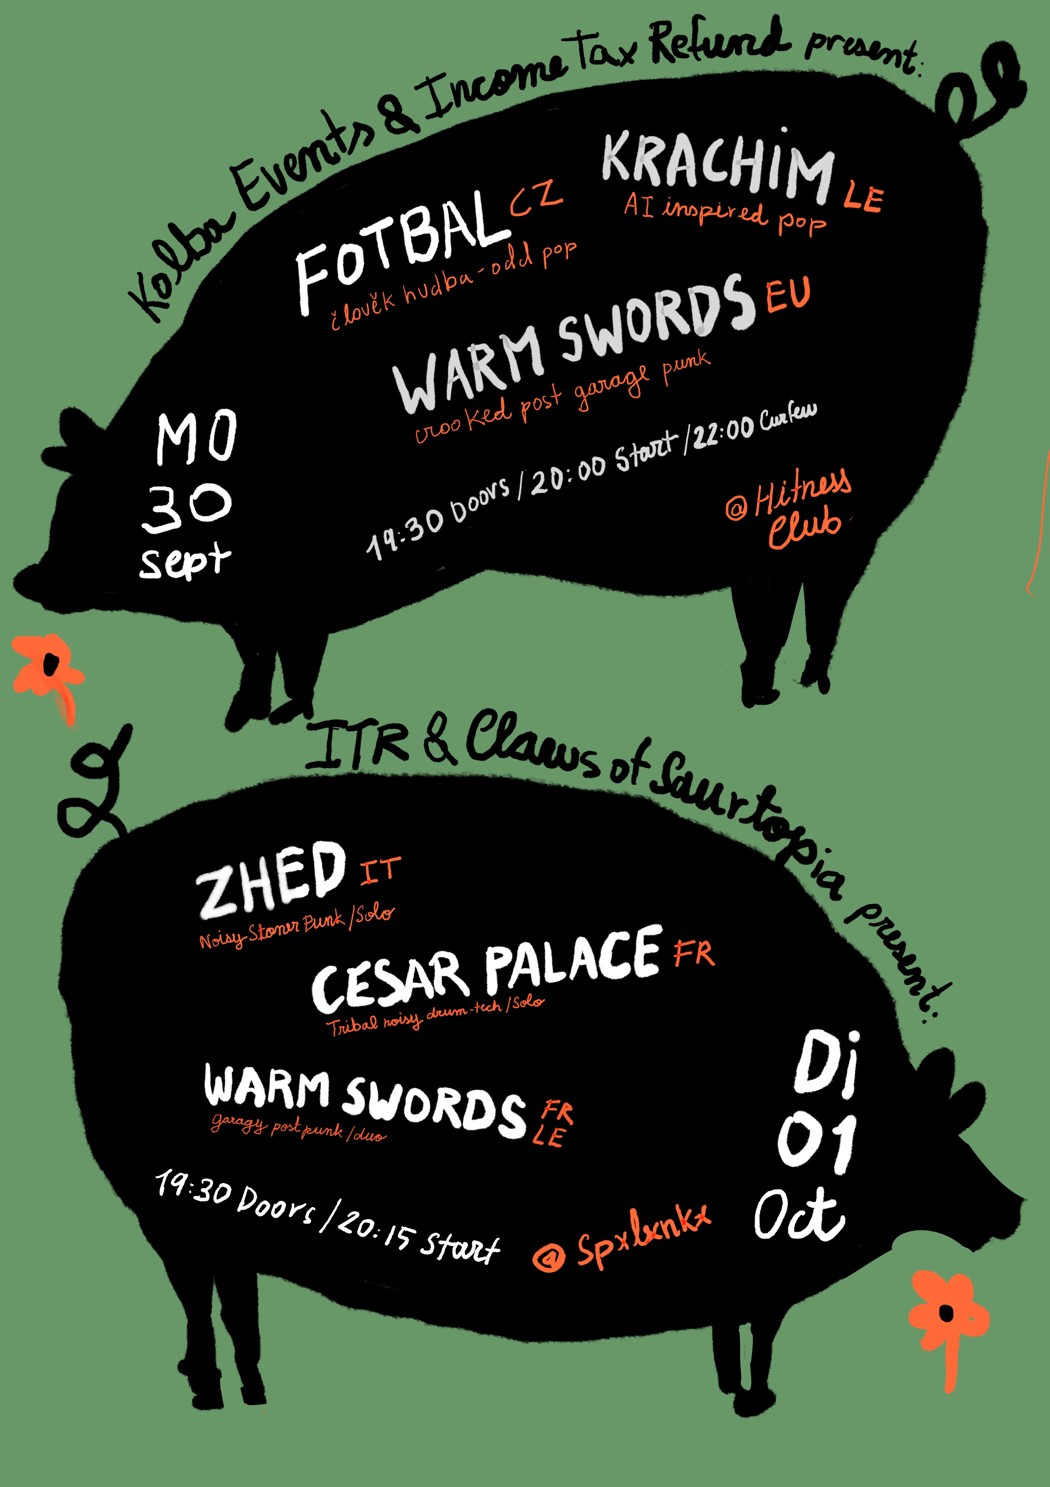 Kolba Events & Income Tax Refund present:
KRACHiM LE
AI inspired pop
FOTBAL CZ
člověk hudba - odd pop
WARM SWORDS EU
crooked post garage punk
MO
30
sept
19:30 Doors / 20:00 Start / 22:00 Curfew
@ Hitness
Club
ITR & Claws of Saurtopia present:
ZHED IT
Noisy Stoner Punk / Solo
CESAR PALACE FR
Tribal noisy drum-tech / Solo
WARM SWORDS FR
LE
garagy post punk / duo
Di
01
Oct
19:30 Doors / 20:15 Start
@ Spxlxnkx